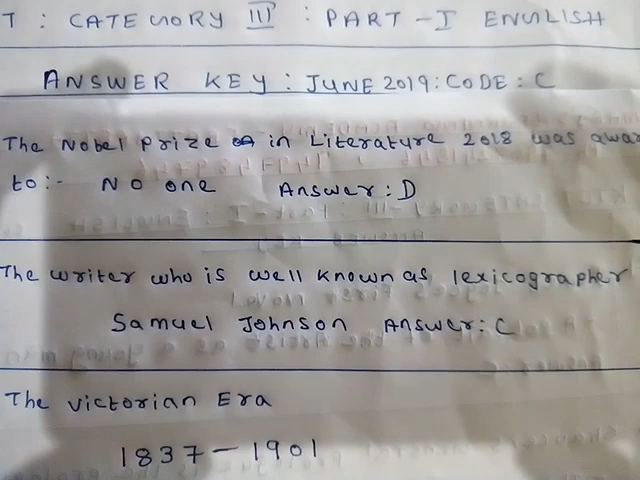 T : CATEGORY III : PART-I ENGLISH
ANSWER KEY : JUNE 2019 : CODE : C
The Nobel Prize in Literature 2018 was awar
to :- No one Answer : D
The writer who is well known as lexicographer
Samuel Johnson Answer : C
The Victorian Era
1837-1901